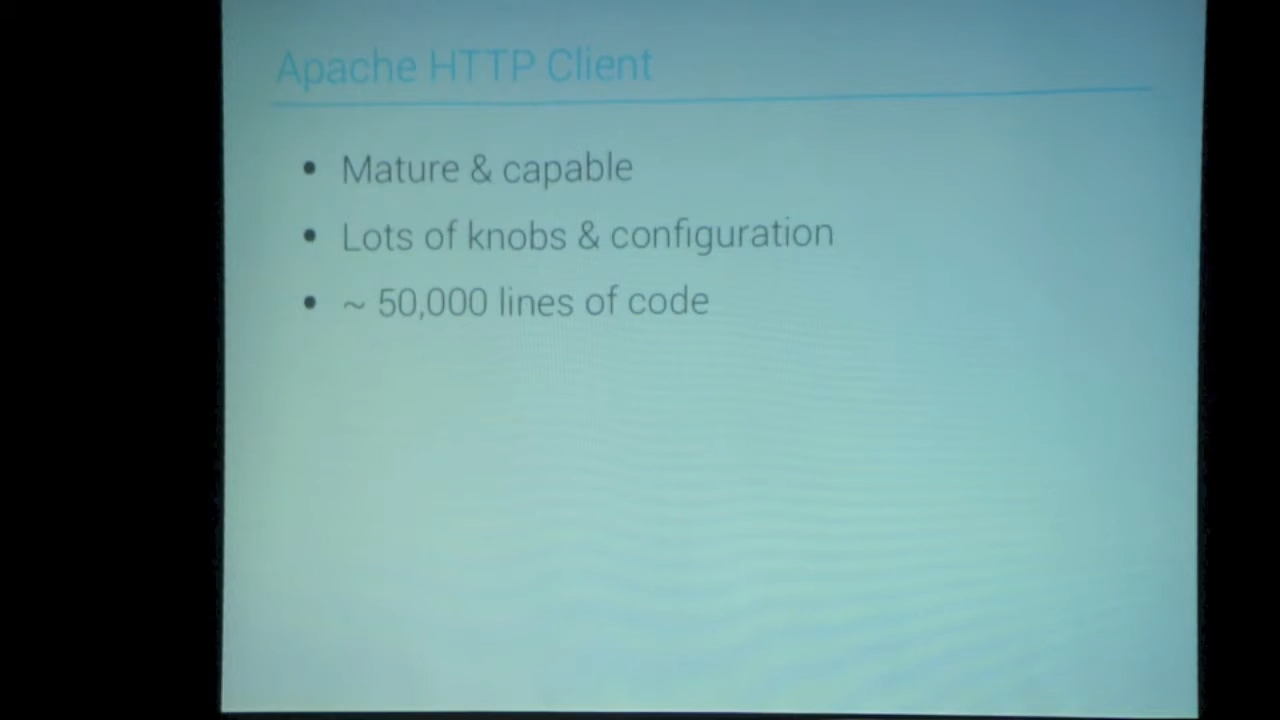 Apache HTTP Client
• Mature & capable
• Lots of knobs & configuration
• ~ 50,000 lines of code